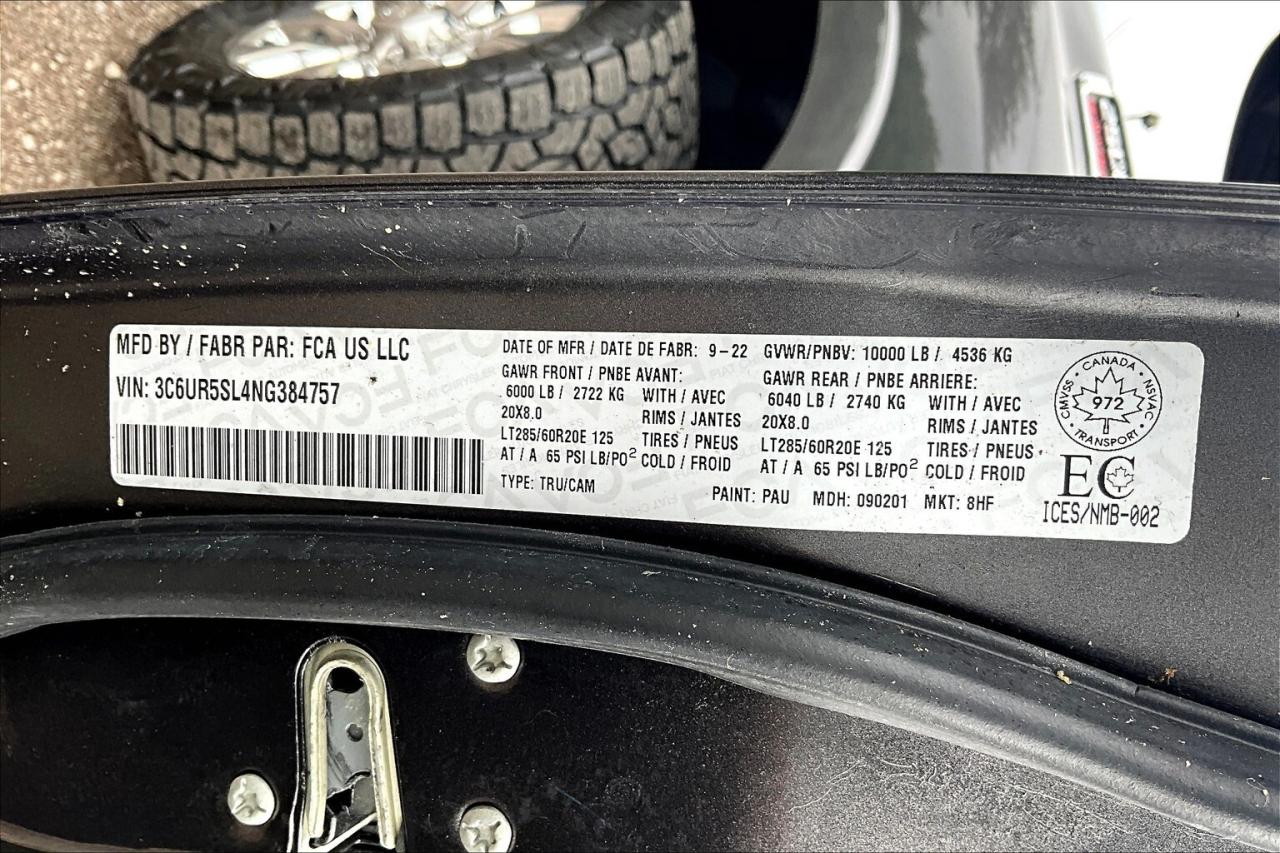 MFD BY / FABR PAR: FCA US LLC
VIN: 3C6UR5SL4NG384757
DATE OF MFR / DATE DE FABR: 9-22
GAWR FRONT / PNBE AVANT:
6000 LB / 2722 KG WITH / AVEC
20X8.0 RIMS / JANTES
LT285/60R20E 125 TIRES / PNEUS
AT / A 65 PSI LB/PO² COLD / FROID
TYPE: TRU/CAM
GVWR/PNBV: 10000 LB / 4536 KG
GAWR REAR / PNBE ARRIERE:
6040 LB / 2740 KG WITH / AVEC
20X8.0 RIMS / JANTES
LT285/60R20E 125 TIRES / PNEUS
AT / A 65 PSI LB/PO² COLD / FROID
PAINT: PAU MDH: 090201 MKT: 8HF
CANADA
CMVSS 972 NSVAC
TRANSPORT
EC
ICES/NMB-002